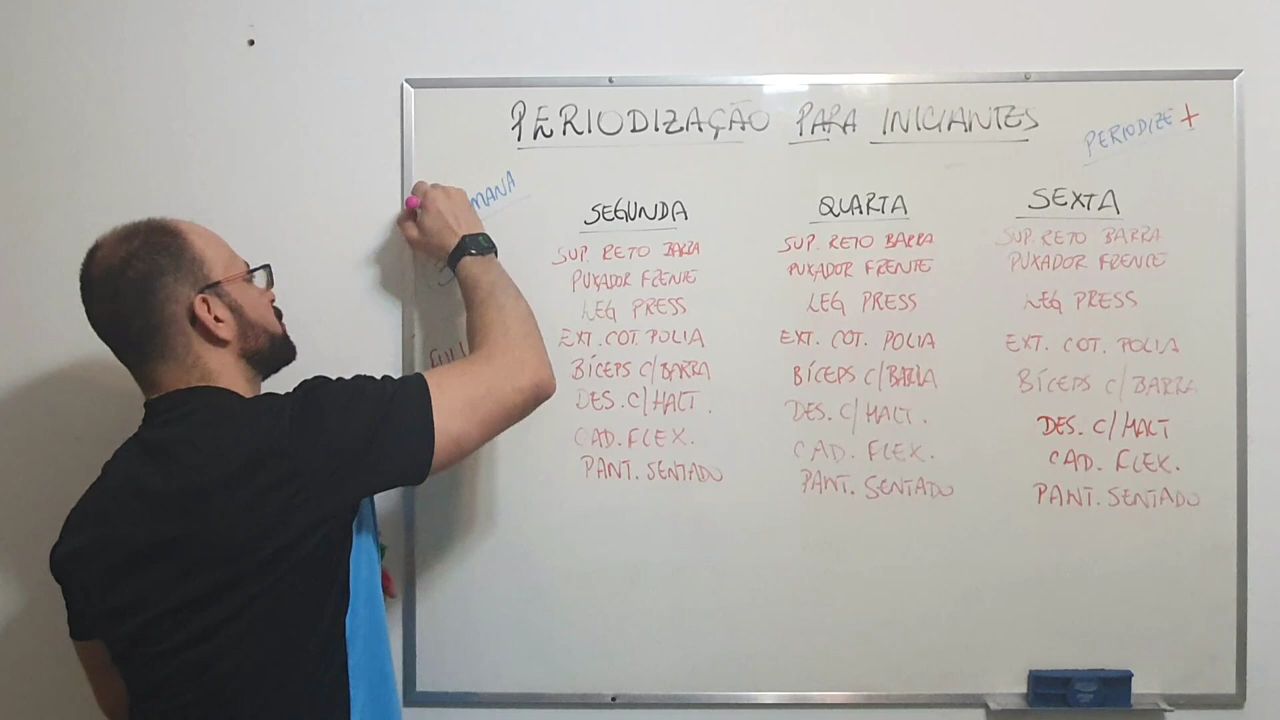 PERIODIZAÇÃO PARA INICIANTES
PERIODIZE +
MANA
SEGUNDA
SUP. RETO BARRA
PUXADOR FRENTE
LEG PRESS
EXT. COT. POLIA
BÍCEPS C/ BARRA
DES. C/ HALT.
CAD. FLEX.
PANT. SENTADO
QUARTA
SUP. RETO BARRA
PUXADOR FRENTE
LEG PRESS
EXT. COT. POLIA
BÍCEPS C/ BARRA
DES. C/ HALT.
CAD. FLEX.
PANT. SENTADO
SEXTA
SUP. RETO BARRA
PUXADOR FRENTE
LEG PRESS
EXT. COT. POLIA
BÍCEPS C/ BARRA
DES. C/ HALT
CAD. FLEX.
PANT. SENTADO